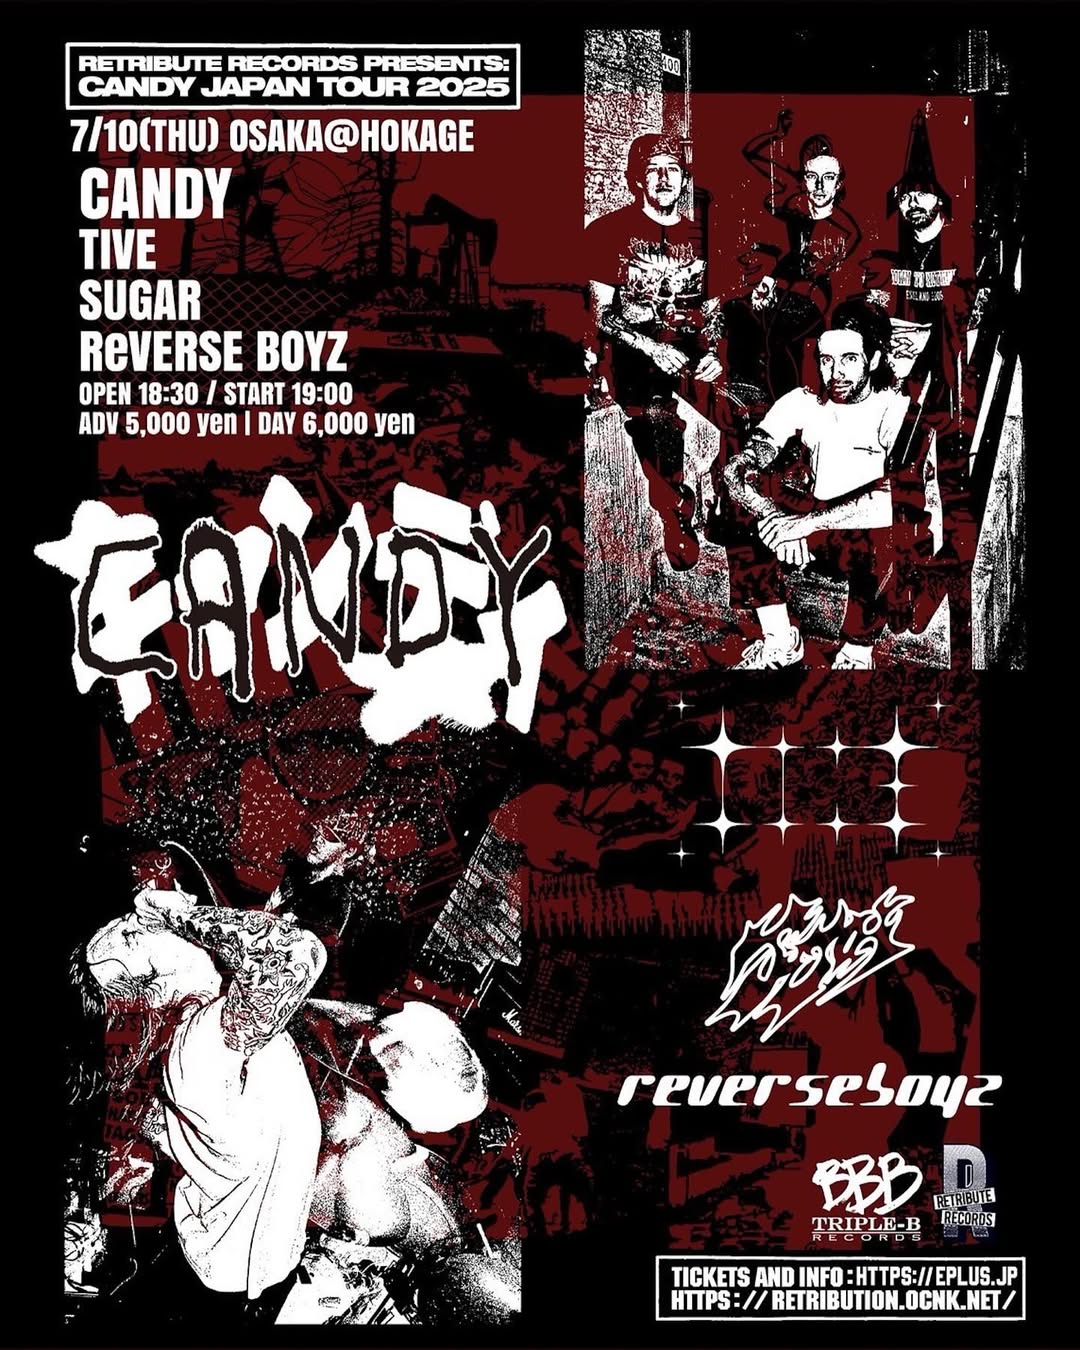 RETRIBUTE RECORDS PRESENTS:
CANDY JAPAN TOUR 2025
7/10(THU) OSAKA@HOKAGE
CANDY
TIVE
SUGAR
ReVERSE BOYZ
OPEN 18:30 / START 19:00
ADV 5,000 yen | DAY 6,000 yen
CANDY
reverseboyz
BBB
TRIPLE-B
RECORDS
R
RETRIBUTE
RECORDS
TICKETS AND INFO:HTTPS://EPLUS.JP
HTTPS:// RETRIBUTION.OCNK.NET/